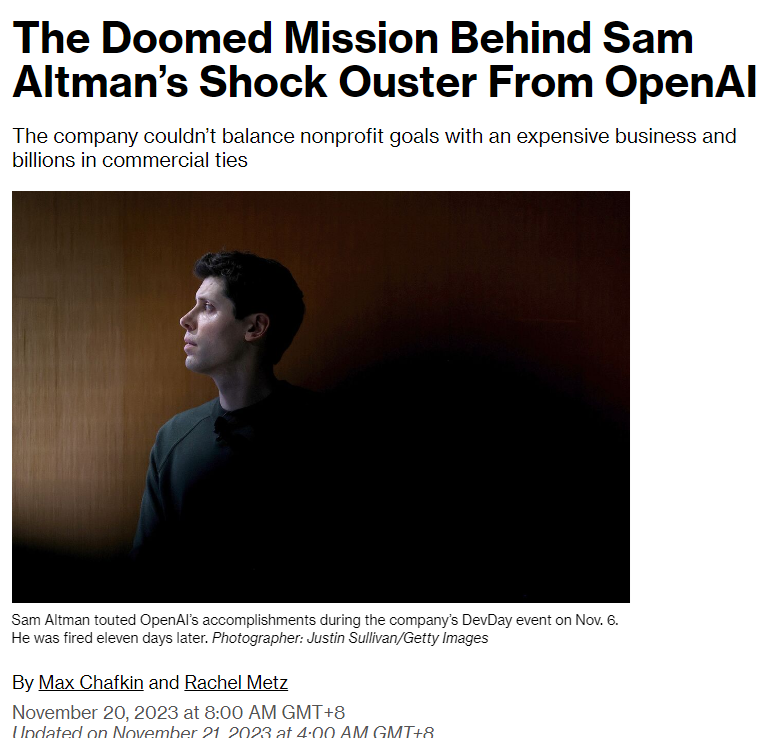 The Doomed Mission Behind Sam
Altman’s Shock Ouster From OpenAI
The company couldn’t balance nonprofit goals with an expensive business and
billions in commercial ties
Sam Altman touted OpenAI’s accomplishments during the company’s DevDay event on Nov. 6.
He was fired eleven days later. Photographer: Justin Sullivan/Getty Images
By Max Chafkin and Rachel Metz
November 20, 2023 at 8:00 AM GMT+8
Updated on November 21, 2023 at 4:00 AM GMT+8